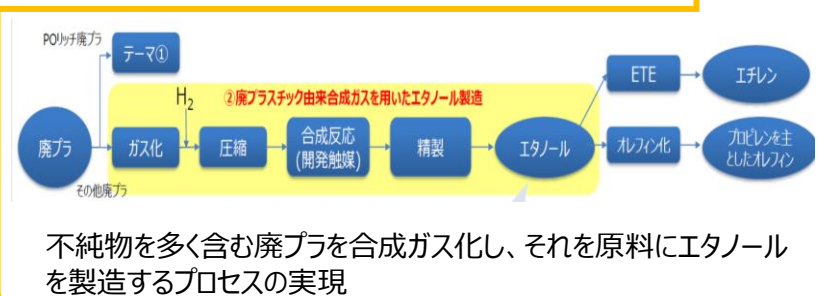 POリッチ廃プラ
テーマ①
H2
②廃プラスチック由来合成ガスを用いたエタノール製造
ETE
エチレン
廃プラ
ガス化
圧縮
合成反応
(開発触媒)
精製
エタノール
オレフィン化
プロピレンを主
としたオレフィン
その他廃プラ
不純物を多く含む廃プラを合成ガス化し、それを原料にエタノール
を製造するプロセスの実現